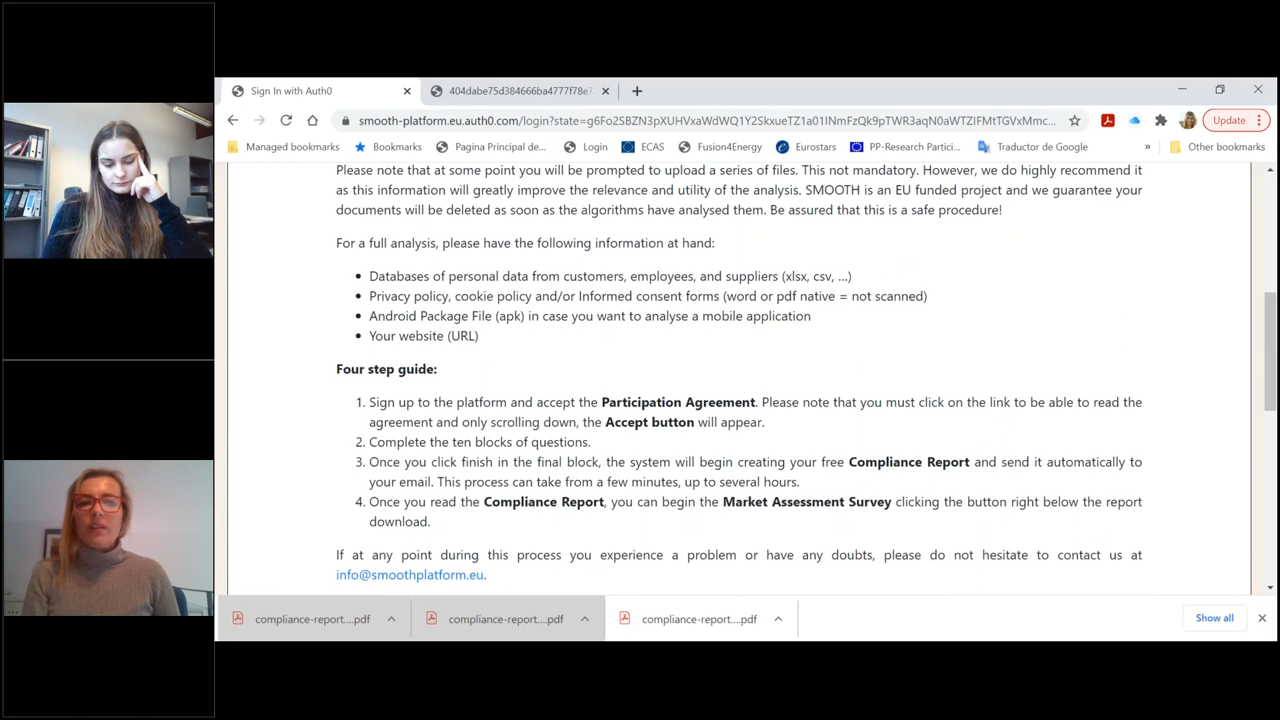 Sign In with Auth0
404dabe75d384666ba4777f78e7
smooth-platform.eu.auth0.com/login?state=g6Fo2SBZN3pXUHVxaWdWQ1Y2SkxueTZ1a01INmFzQk9pTWR3aqN0aWTZIFMtTGVxMmc...
Update
Managed bookmarks
Bookmarks
Pagina Principal de...
Login
ECAS
Fusion4Energy
Eurostars
PP-Research Partici...
Traductor de Google
»
Other bookmarks
Please note that at some point you will be prompted to upload a series of files. This not mandatory. However, we do highly recommend it
as this information will greatly improve the relevance and utility of the analysis. SMOOTH is an EU funded project and we guarantee your
documents will be deleted as soon as the algorithms have analysed them. Be assured that this is a safe procedure!
For a full analysis, please have the following information at hand:
• Databases of personal data from customers, employees, and suppliers (xlsx, csv, ...)
• Privacy policy, cookie policy and/or Informed consent forms (word or pdf native = not scanned)
• Android Package File (apk) in case you want to analyse a mobile application
• Your website (URL)
Four step guide:
1. Sign up to the platform and accept the Participation Agreement. Please note that you must click on the link to be able to read the
agreement and only scrolling down, the Accept button will appear.
2. Complete the ten blocks of questions.
3. Once you click finish in the final block, the system will begin creating your free Compliance Report and send it automatically to
your email. This process can take from a few minutes, up to several hours.
4. Once you read the Compliance Report, you can begin the Market Assessment Survey clicking the button right below the report
download.
If at any point during this process you experience a problem or have any doubts, please do not hesitate to contact us at
info@smoothplatform.eu.
compliance-report....pdf
compliance-report....pdf
compliance-report....pdf
Show all